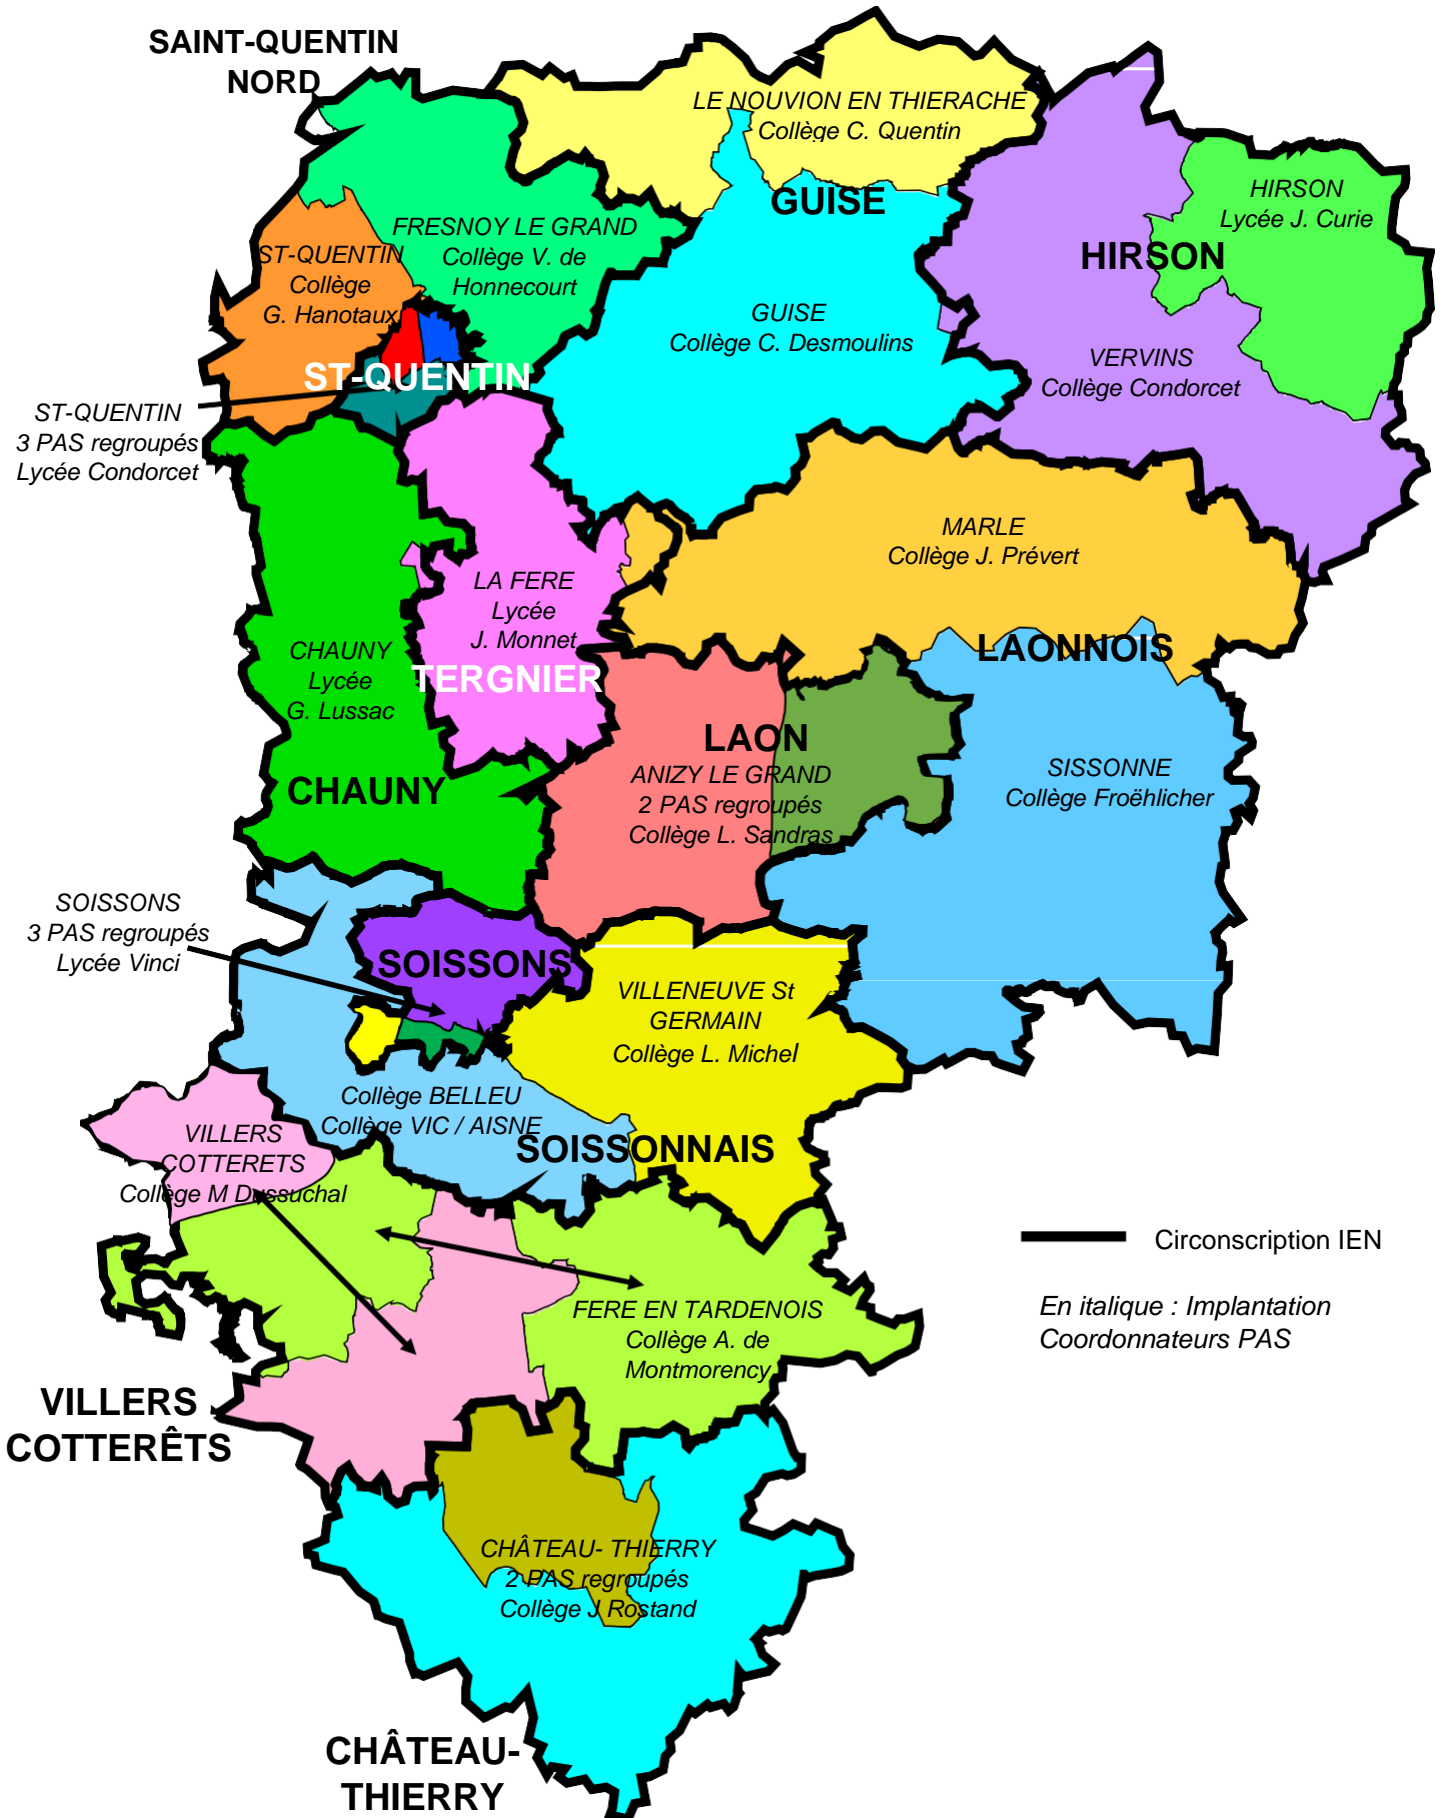 SAINT-QUENTIN
NORD
LE NOUVION EN THIERACHE
Collège C. Quentin
GUISE
HIRSON
Lycée J. Curie
HIRSON
FRESNOY LE GRAND
Collège V. de
Honnecourt
ST-QUENTIN
Collège
G. Hanotaux
GUISE
Collège C. Desmoulins
VERVINS
Collège Condorcet
ST-QUENTIN
ST-QUENTIN
3 PAS regroupés
Lycée Condorcet
MARLE
Collège J. Prévert
LA FERE
Lycée
J. Monnet
TERGNIER
LAONNOIS
CHAUNY
Lycée
G. Lussac
CHAUNY
LAON
ANIZY LE GRAND
2 PAS regroupés
Collège L. Sandras
SISSONNE
Collège Froëhlicher
SOISSONS
3 PAS regroupés
Lycée Vinci
SOISSONS
VILLENEUVE St
GERMAIN
Collège L. Michel
Collège BELLEU
Collège VIC / AISNE
SOISSONNAIS
VILLERS
COTTERETS
Collège M Dussuchal
Circonscription IEN
En italique : Implantation
Coordonnateurs PAS
FERE EN TARDENOIS
Collège A. de
Montmorency
VILLERS
COTTERÊTS
CHÂTEAU- THIERRY
2 PAS regroupés
Collège J Rostand
CHÂTEAU-
THIERRY